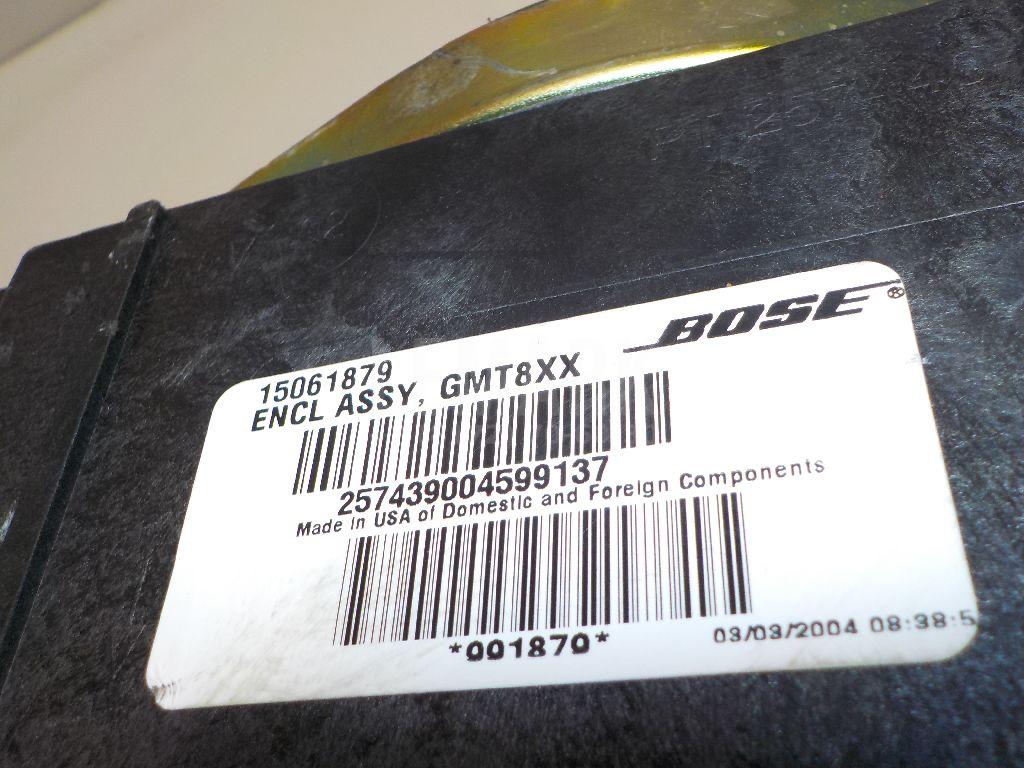 BOSE®
15061879
ENCL ASSY, GMT8XX
257439004599137
Made in USA of Domestic and Foreign Components
*001879*
03/03/2004 08:38:5